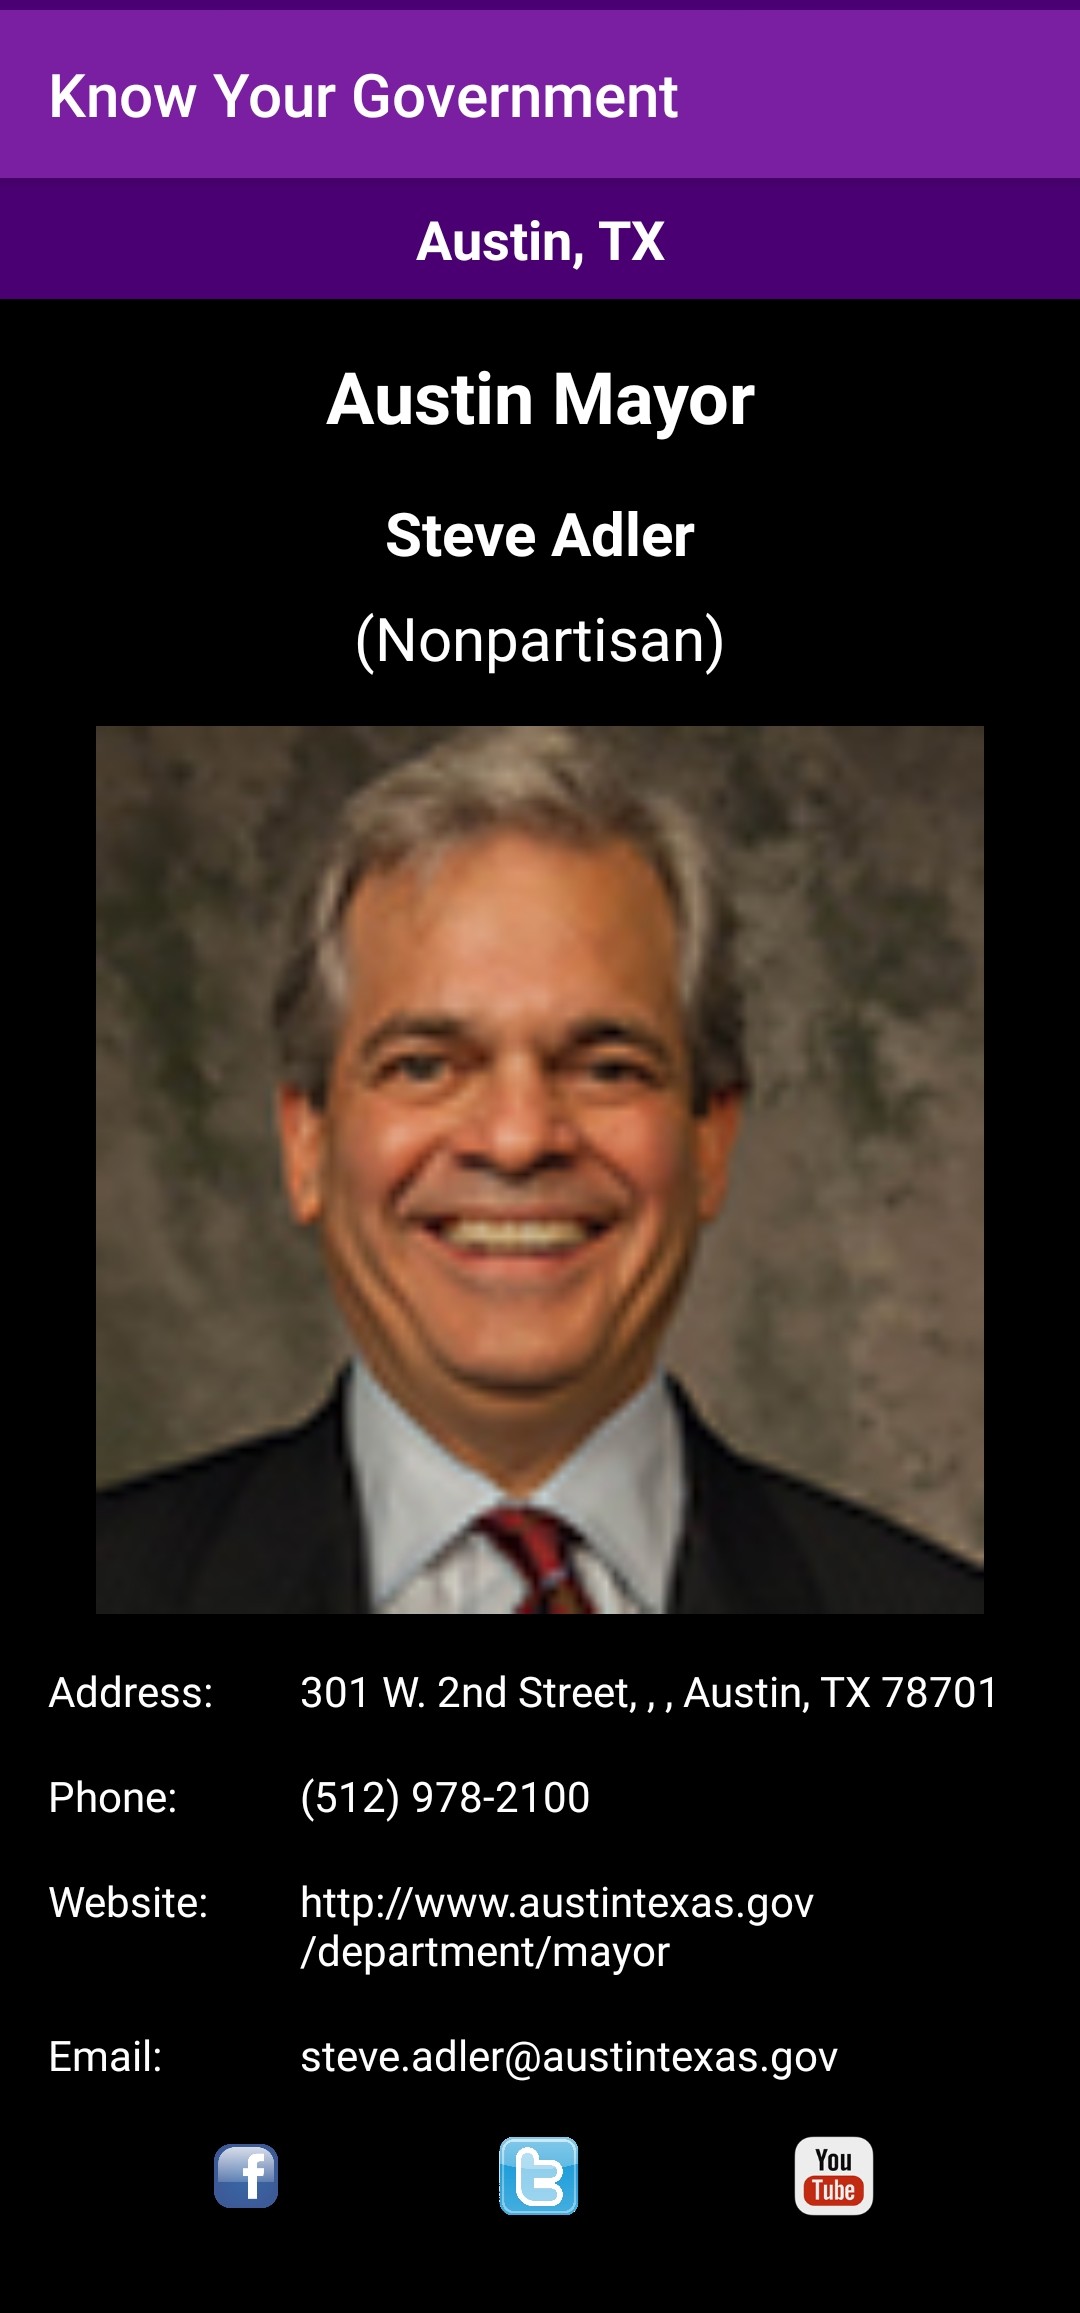 Know Your Government
Austin, TX
Austin Mayor
Steve Adler
(Nonpartisan)
Address: 301 W. 2nd Street, , , Austin, TX 78701
Phone: (512) 978-2100
Website: http://www.austintexas.gov
/department/mayor
Email: steve.adler@austintexas.gov
f t You
Tube